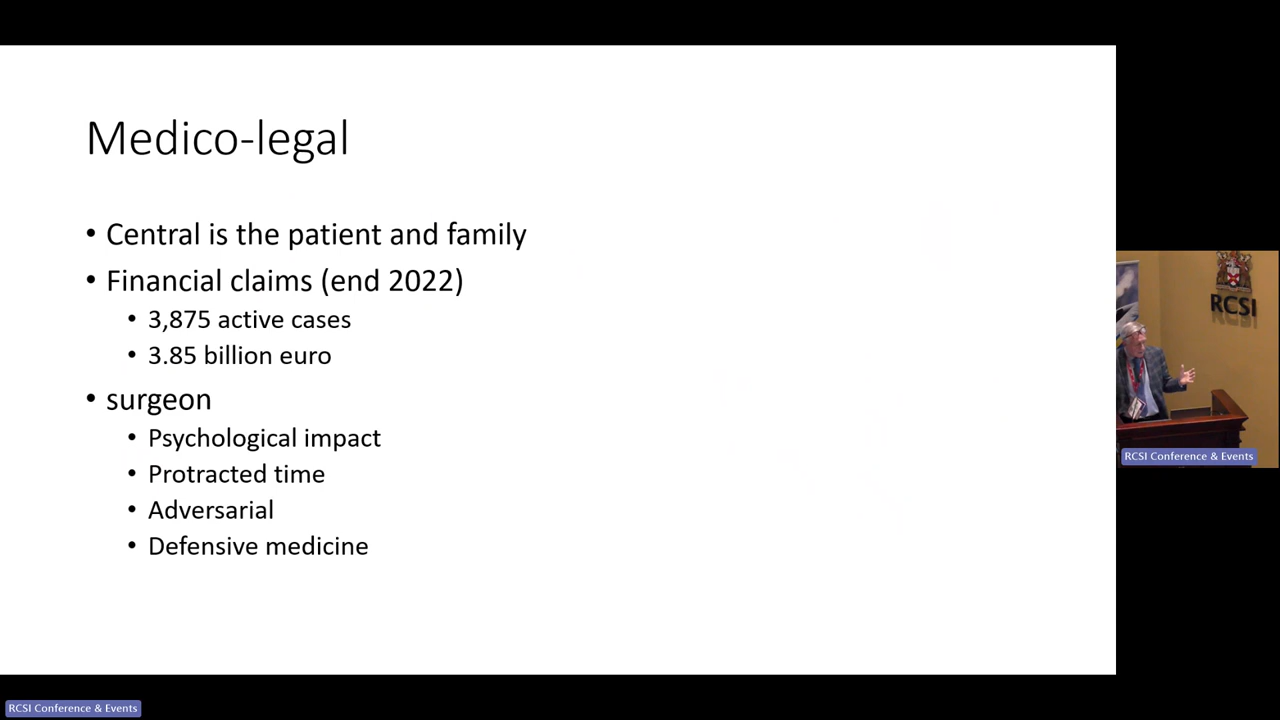 Medico-legal
• Central is the patient and family
• Financial claims (end 2022)
• 3,875 active cases
• 3.85 billion euro
• surgeon
• Psychological impact
• Protracted time
• Adversarial
• Defensive medicine
RCSI
RCSI Conference & Events
RCSI Conference & Events